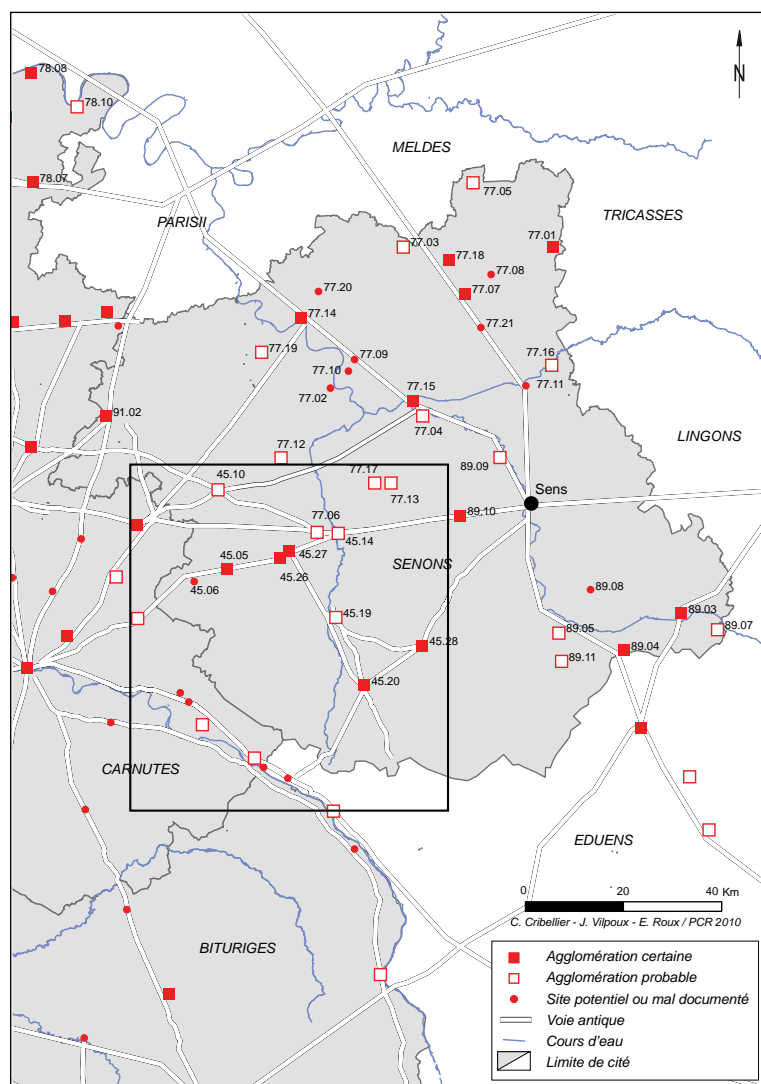 78.08
78.10
N
MELDES
78.07
77.05
TRICASSES
PARISII
77.03
77.01
77.18
77.08
77.20
77.07
77.14
77.21
77.19
77.09
77.16
77.10
77.02
77.11
77.15
91.02
77.04
LINGONS
77.12
89.09
45.10
77.17
77.13
Sens
77.06
89.10
45.14
45.27
45.05
SENONS
45.26
45.06
89.08
45.19
89.03
89.05
89.07
45.28
89.04
89.11
45.20
CARNUTES
EDUENS
0 20 40 Km
C. Cribellier - J. Vilpoux - E. Roux / PCR 2010
BITURIGES
Agglomération certaine
Agglomération probable
Site potentiel ou mal documenté
Voie antique
Cours d'eau
Limite de cité